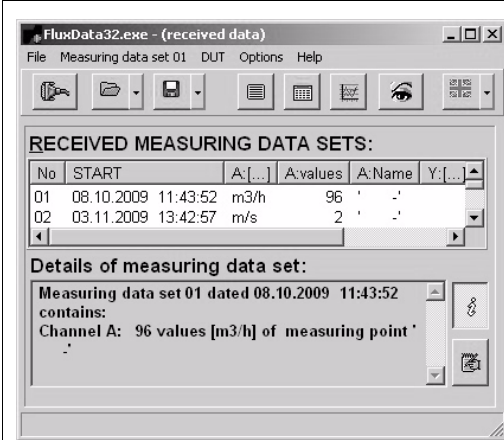 FluxData32.exe - (received data)
File Measuring data set 01 DUT Options Help
RECEIVED MEASURING DATA SETS:
No START A:[...] A:values A:Name Y:[...]
01 08.10.2009 11:43:52 m3/h 96 ' -'
02 03.11.2009 13:42:57 m/s 2 ' -'
Details of measuring data set:
Measuring data set 01 dated 08.10.2009 11:43:52
contains:
Channel A: 96 values [m3/h] of measuring point '
-'